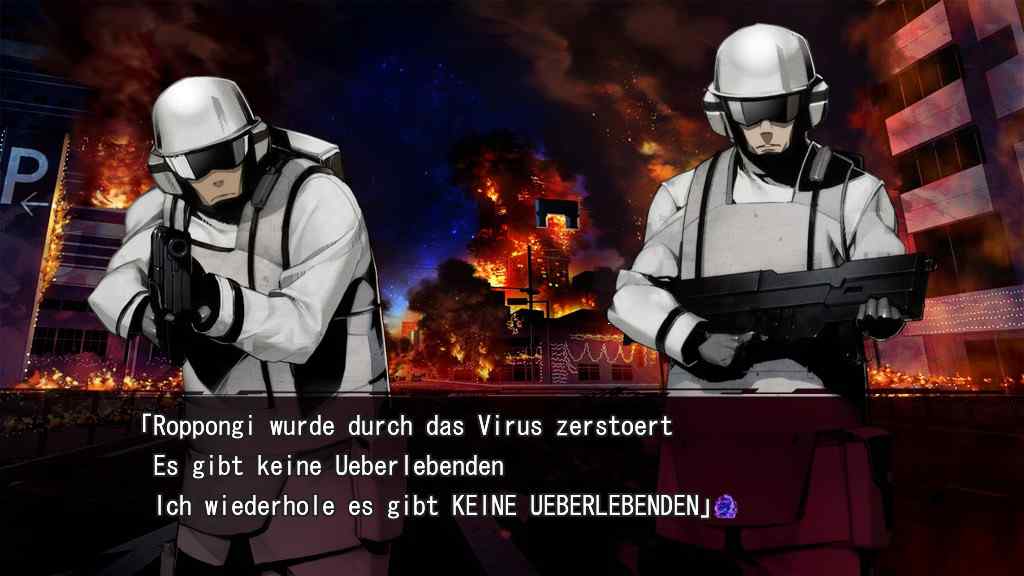 P
←
「Roppongi wurde durch das Virus zerstoert
Es gibt keine Ueberlebenden
Ich wiederhole es gibt KEINE UEBERLEBENDEN」